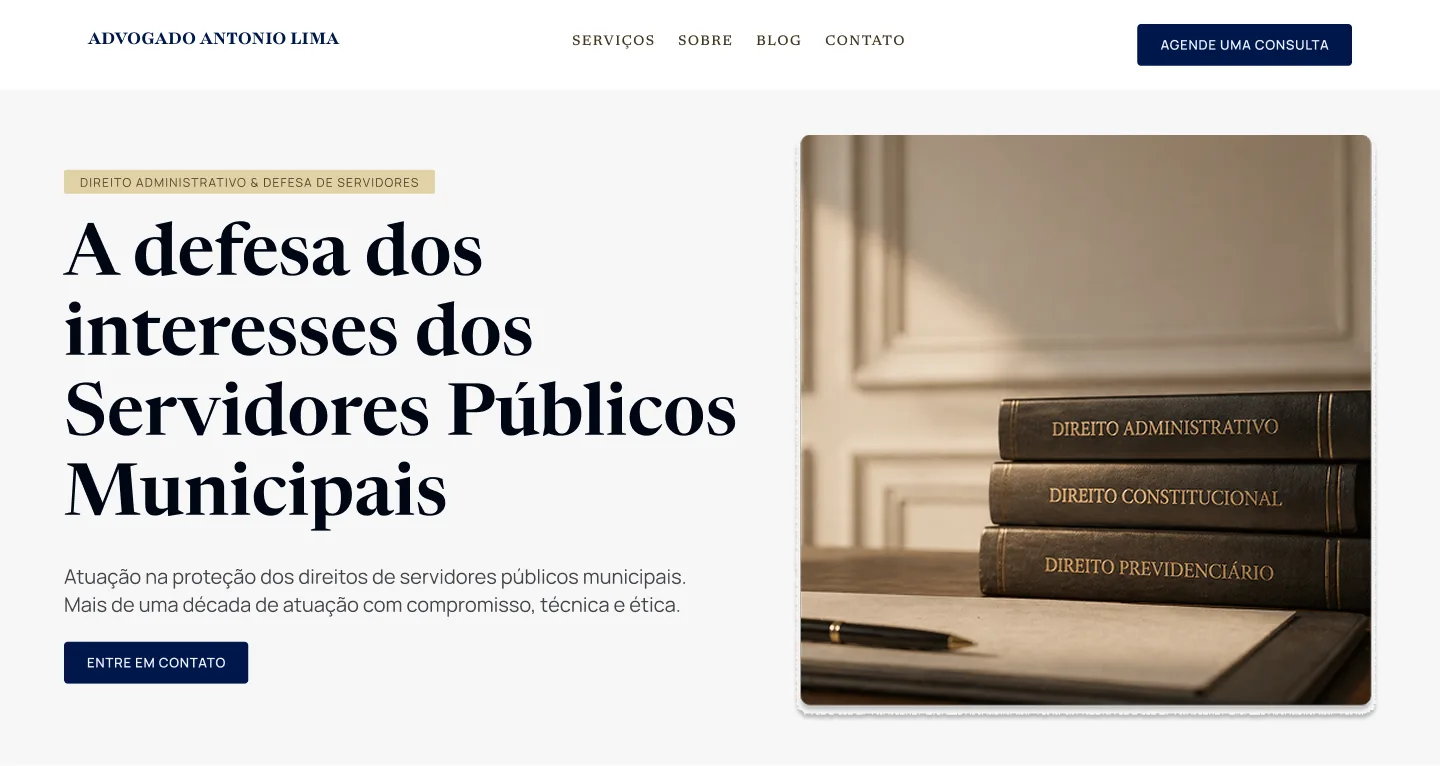 ADVOGADO ANTONIO LIMA
SERVIÇOS SOBRE BLOG CONTATO
AGENDE UMA CONSULTA
DIREITO ADMINISTRATIVO & DEFESA DE SERVIDORES
A defesa dos
interesses dos
Servidores Públicos
Municipais
Atuação na proteção dos direitos de servidores públicos municipais.
Mais de uma década de atuação com compromisso, técnica e ética.
ENTRE EM CONTATO
DIREITO ADMINISTRATIVO
DIREITO CONSTITUCIONAL
DIREITO PREVIDENCIÁRIO